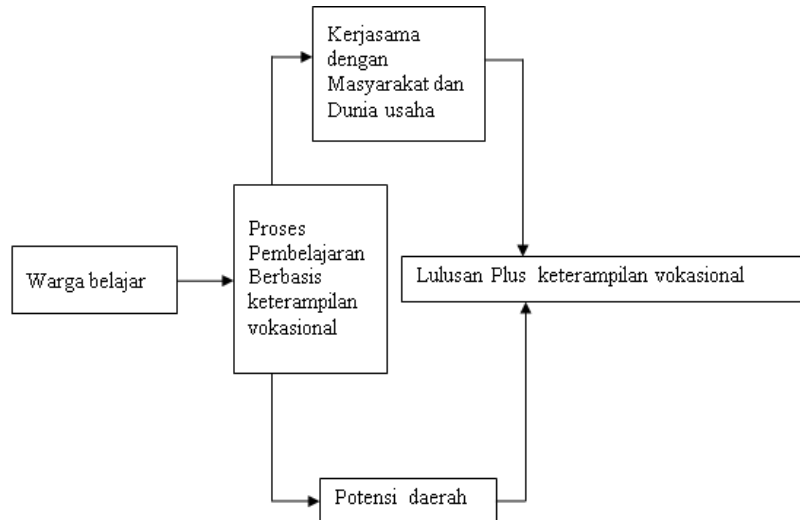 Kerjasama
dengan
Masyarakat dan
Dunia usaha
Proses
Pembelajaran
Berbasis
keterampilan
vokasional
Warga belajar
Lulusan Plus keterampilan vokasional
Potensi daerah